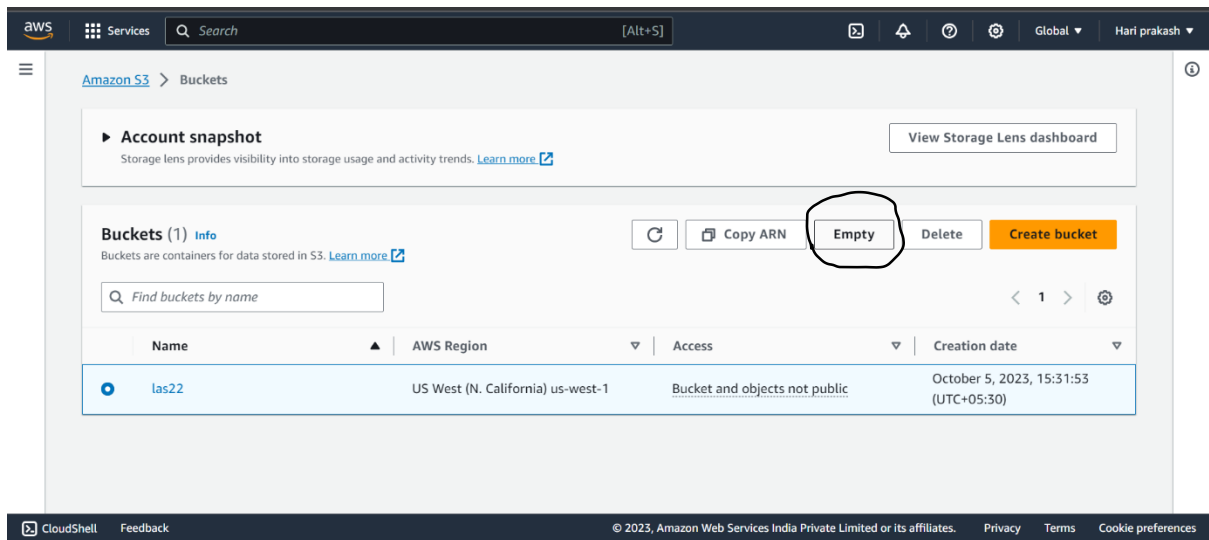 aws Services Search [Alt+S] Global ▼ Hari prakash ▼
Amazon S3 > Buckets
Account snapshot
View Storage Lens dashboard
Storage lens provides visibility into storage usage and activity trends. Learn more
Buckets (1) Info
Copy ARN Empty Delete Create bucket
Buckets are containers for data stored in S3. Learn more
Find buckets by name
< 1 >
Name ▲ AWS Region ▽ Access ▽ Creation date ▽
las22 US West (N. California) us-west-1 Bucket and objects not public October 5, 2023, 15:31:53
(UTC+05:30)
CloudShell Feedback © 2023, Amazon Web Services India Private Limited or its affiliates. Privacy Terms Cookie preferences